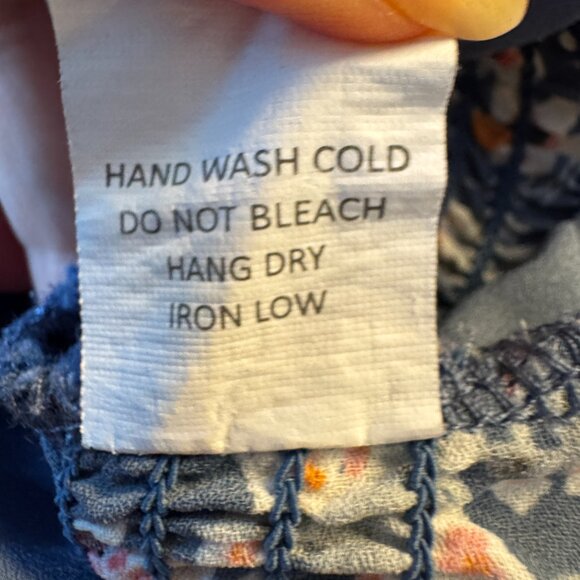 HAND WASH COLD
DO NOT BLEACH
HANG DRY
IRON LOW